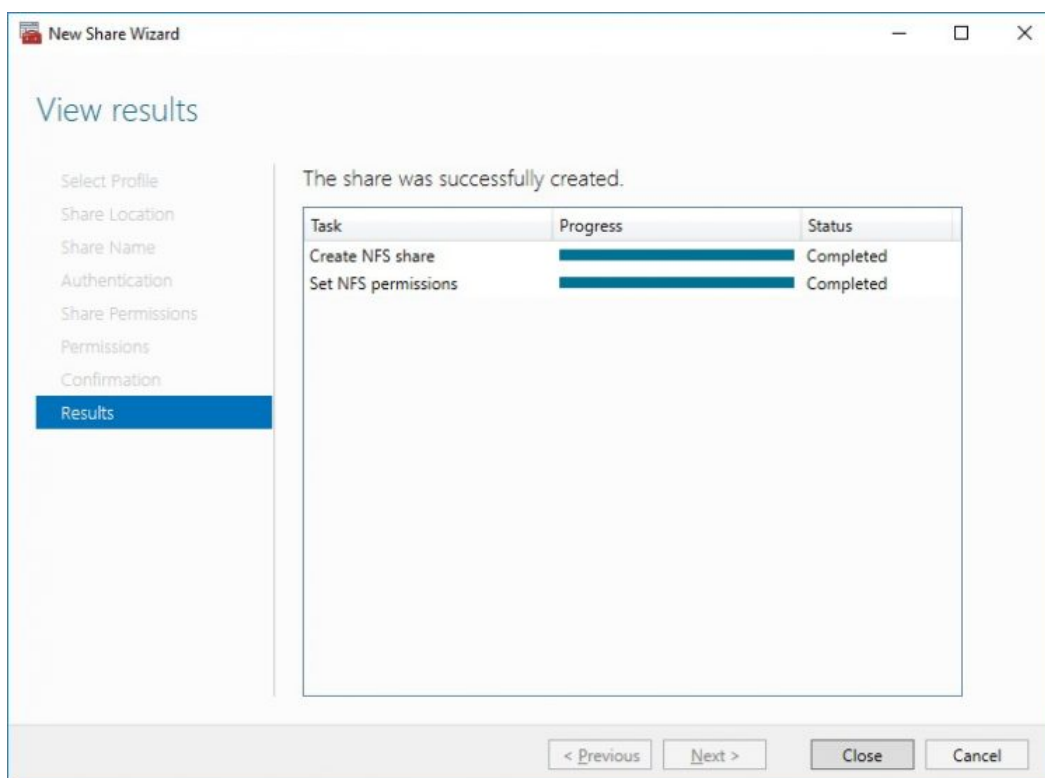 New Share Wizard
View results
Select Profile
Share Location
Share Name
Authentication
Share Permissions
Permissions
Confirmation
Results
The share was successfully created.
Task Progress Status
Create NFS share Completed
Set NFS permissions Completed
< Previous Next > Close Cancel